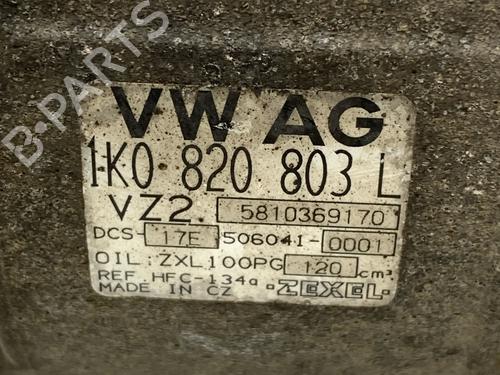 B-PARTS
VW AG
1K0 820 803 L
VZ2. 5810369170
DCS- 17E 506041- 0001
OIL: ZXL100PG 120 cm³
REF. HFC-134a
MADE IN CZ ZEXEL